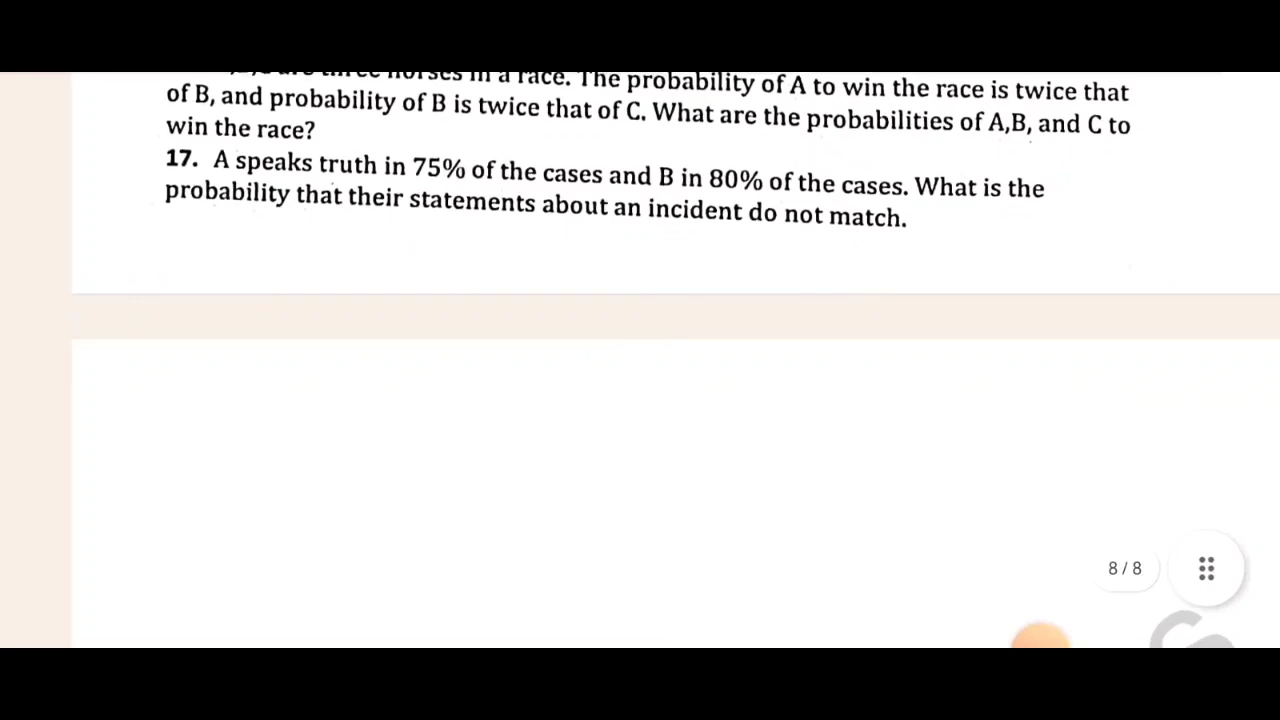 are three horses in a race. The probability of A to win the race is twice that
of B, and probability of B is twice that of C. What are the probabilities of A,B, and C to
win the race?
17. A speaks truth in 75% of the cases and B in 80% of the cases. What is the
probability that their statements about an incident do not match.
8 / 8